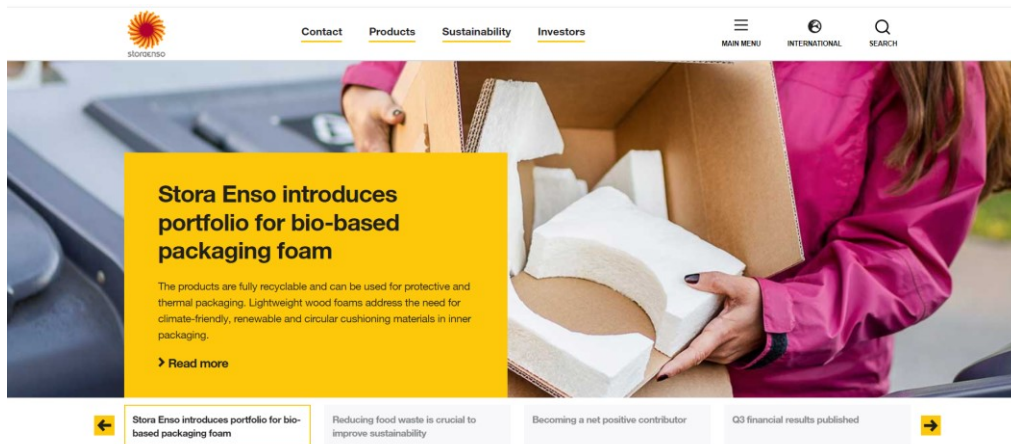 storaenso
Contact Products Sustainability Investors
MAIN MENU INTERNATIONAL SEARCH
Stora Enso introduces
portfolio for bio-based
packaging foam
The products are fully recyclable and can be used for protective and
thermal packaging. Lightweight wood foams address the need for
climate-friendly, renewable and circular cushioning materials in inner
packaging.
Read more
Stora Enso introduces portfolio for bio-
based packaging foam
Reducing food waste is crucial to
improve sustainability
Becoming a net positive contributor
Q3 financial results published